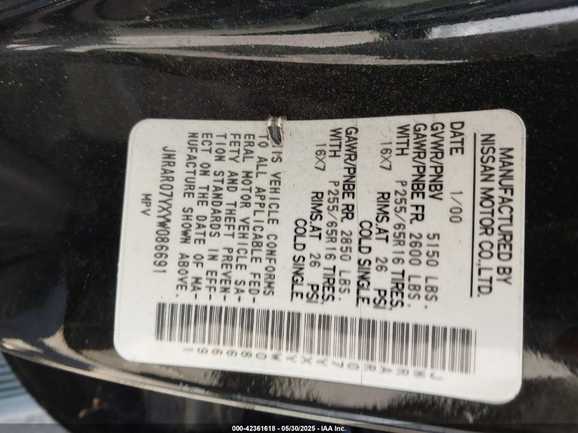 MANUFACTURED BY
NISSAN MOTOR CO.,LTD.
DATE 1/00
GVWR/PNBV 5150 LBS.
GAWR/PNBE FR 2600 LBS.
WITH P255/65R16 TIRES,
16X7 RIMS,AT 26 PSI
COLD SINGLE
GAWR/PNBE RR 2850 LBS.
WITH P255/65R16 TIRES,
16X7 RIMS,AT 26 PSI
COLD SINGLE
IS VEHICLE CONFORMS
TO ALL APPLICABLE FED-
ERAL MOTOR VEHICLE SA-
FETY AND THEFT PREVEN-
TION STANDARDS IN EFF-
ECT ON THE DATE OF MA-
NUFACTURE SHOWN ABOVE.
JNRAR07YXYW086691
MPV
JNRAR07YXYW086691
000-42361618 - 05/30/2025 - IAA Inc.